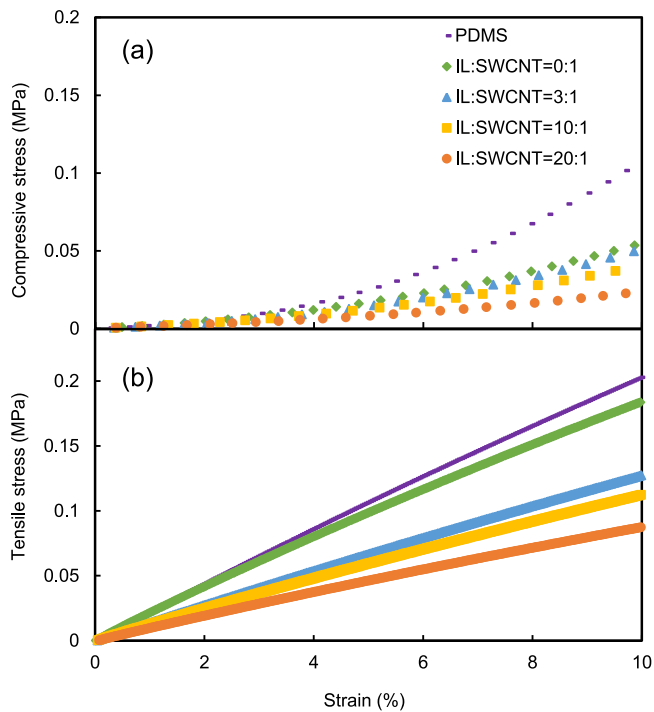 0.2
(a)
PDMS
IL:SWCNT=0:1
0.15
IL:SWCNT=3:1
IL:SWCNT=10:1
IL:SWCNT=20:1
0.1
0.05
0
Compressive stress (MPa)
(b)
0.2
0.15
0.1
0.05
0
Tensile stress (MPa)
0 2 4 6 8 10
Strain (%)